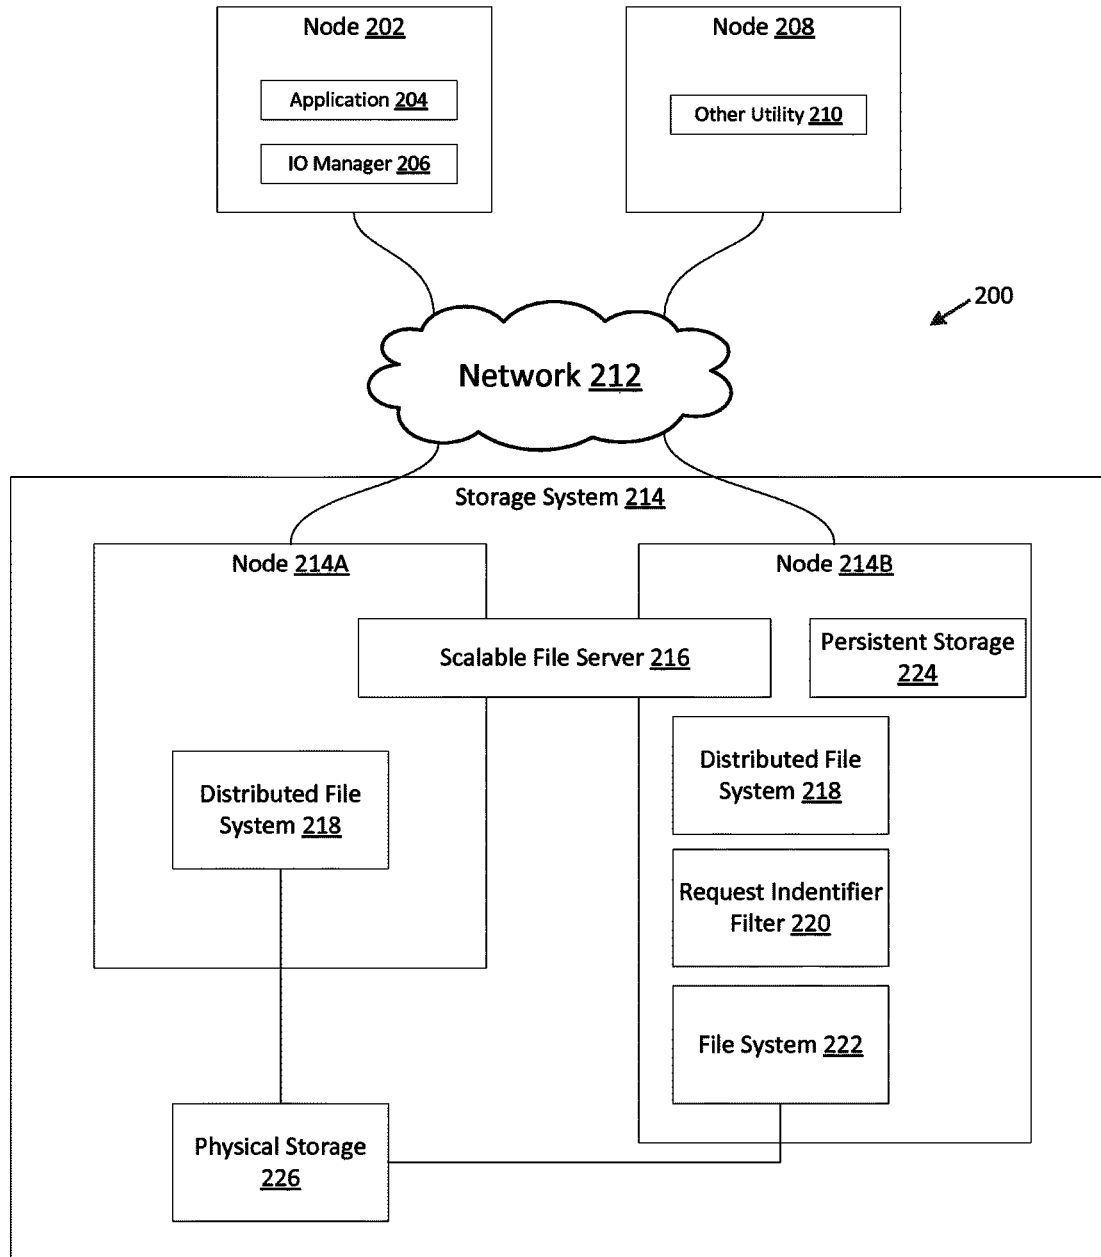 Node 202
Application 204
IO Manager 206
Node 208
Other Utility 210
200
Network 212
Storage System 214
Node 214A
Node 214B
Scalable File Server 216
Persistent Storage
224
Distributed File
System 218
Distributed File
System 218
Request Indentifier
Filter 220
File System 222
Physical Storage
226